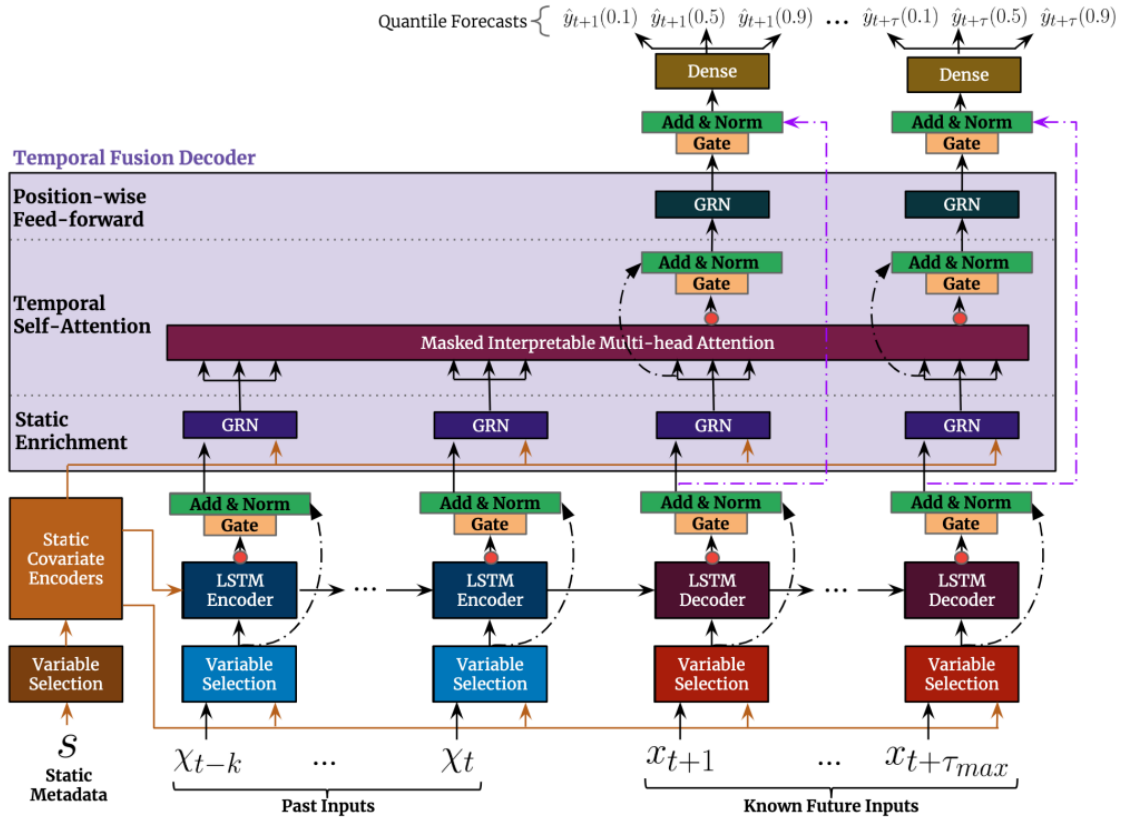 Quantile Forecasts
ŷt+1(0.1) ŷt+1(0.5) ŷt+1(0.9) ... ŷt+τ(0.1) ŷt+τ(0.5) ŷt+τ(0.9)
Dense Dense
Add & Norm Add & Norm
Gate Gate
Temporal Fusion Decoder
Position-wise
Feed-forward
GRN GRN
Add & Norm Add & Norm
Gate Gate
Temporal
Self-Attention
Masked Interpretable Multi-head Attention
Static
Enrichment
GRN GRN GRN GRN
Add & Norm Add & Norm Add & Norm Add & Norm
Gate Gate Gate Gate
Static
Covariate
Encoders
LSTM
Encoder
...
LSTM
Encoder
LSTM
Decoder
...
LSTM
Decoder
Variable
Selection
Variable
Selection
Variable
Selection
Variable
Selection
Variable
Selection
s
Static
Metadata
χt−k ... χt xt+1 ... xt+τmax
Past Inputs
Known Future Inputs